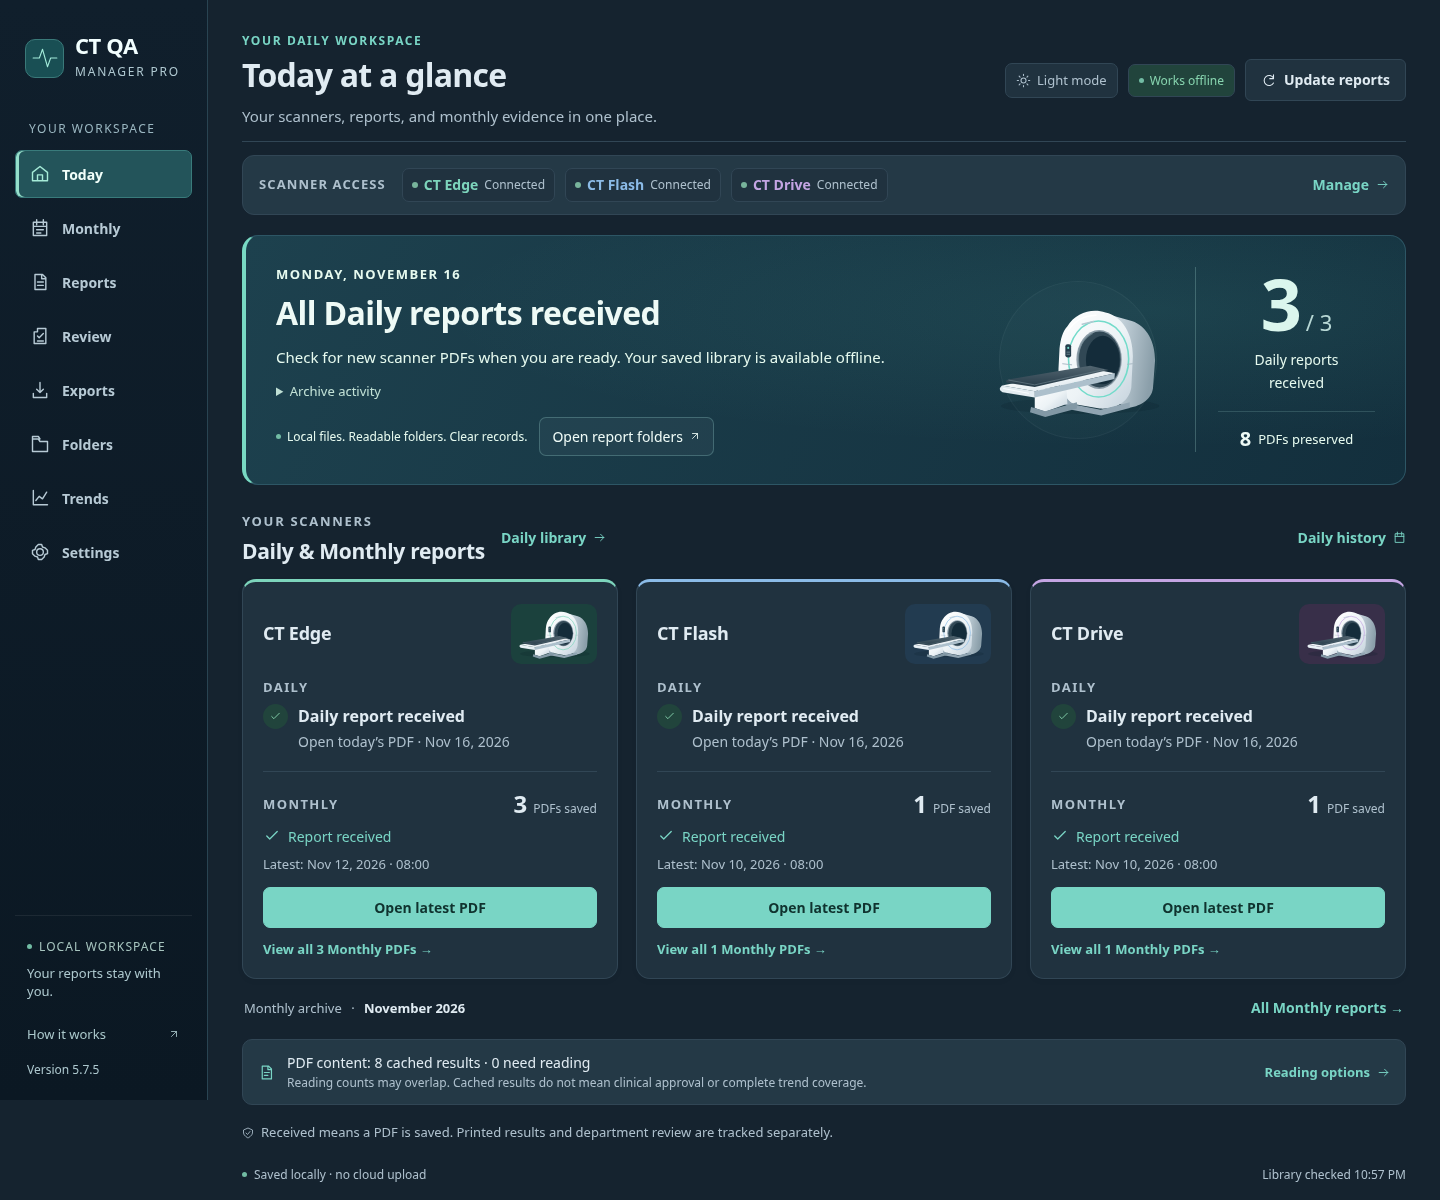 CT QA
MANAGER PRO
YOUR WORKSPACE
Today
Monthly
Reports
Review
Exports
Folders
Trends
Settings
LOCAL WORKSPACE
Your reports stay with
you.
How it works
Version 5.7.5
YOUR DAILY WORKSPACE
Today at a glance
Your scanners, reports, and monthly evidence in one place.
Light mode
Works offline
Update reports
SCANNER ACCESS
CT Edge Connected
CT Flash Connected
CT Drive Connected
Manage →
MONDAY, NOVEMBER 16
All Daily reports received
Check for new scanner PDFs when you are ready. Your saved library is available offline.
Archive activity
Local files. Readable folders. Clear records.
Open report folders
3 / 3
Daily reports
received
8 PDFs preserved
YOUR SCANNERS
Daily & Monthly reports
Daily library →
Daily history
CT Edge
DAILY
Daily report received
Open today's PDF · Nov 16, 2026
MONTHLY
3 PDFs saved
Report received
Latest: Nov 12, 2026 · 08:00
Open latest PDF
View all 3 Monthly PDFs →
CT Flash
DAILY
Daily report received
Open today's PDF · Nov 16, 2026
MONTHLY
1 PDF saved
Report received
Latest: Nov 10, 2026 · 08:00
Open latest PDF
View all 1 Monthly PDFs →
CT Drive
DAILY
Daily report received
Open today's PDF · Nov 16, 2026
MONTHLY
1 PDF saved
Report received
Latest: Nov 10, 2026 · 08:00
Open latest PDF
View all 1 Monthly PDFs →
Monthly archive · November 2026
All Monthly reports →
PDF content: 8 cached results · 0 need reading
Reading counts may overlap. Cached results do not mean clinical approval or complete trend coverage.
Reading options →
Received means a PDF is saved. Printed results and department review are tracked separately.
Saved locally · no cloud upload
Library checked 10:57 PM